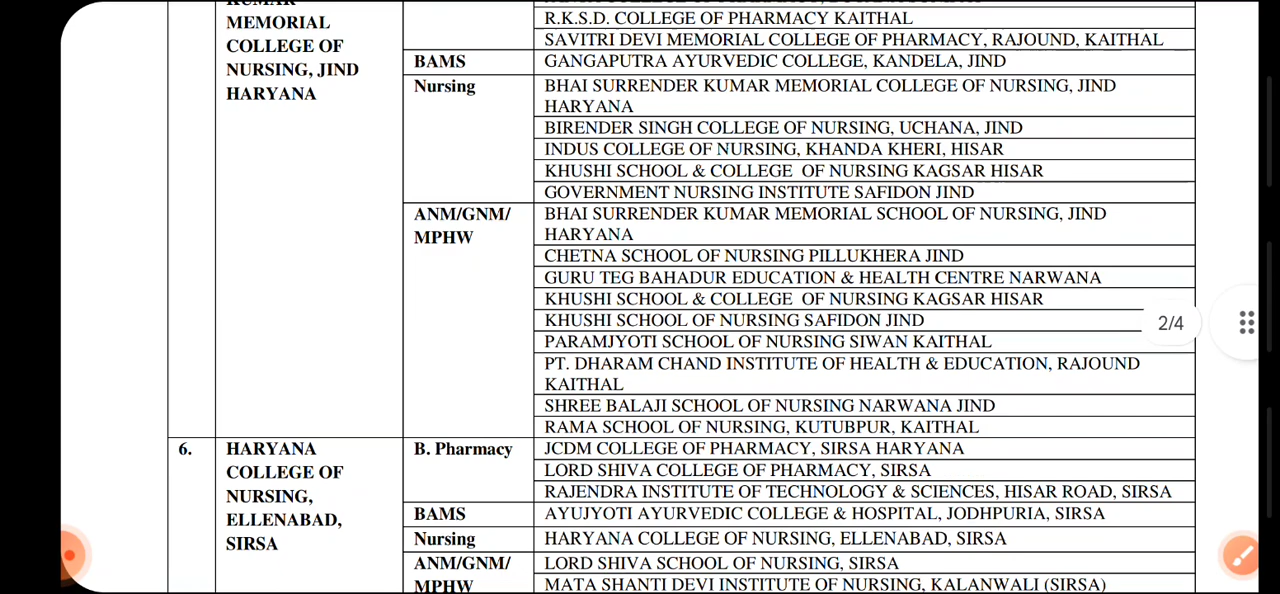 KUMAR
MEMORIAL
COLLEGE OF
NURSING, JIND
HARYANA
R.K.S.D. COLLEGE OF PHARMACY KAITHAL
SAVITRI DEVI MEMORIAL COLLEGE OF PHARMACY, RAJOUND, KAITHAL
BAMS
GANGAPUTRA AYURVEDIC COLLEGE, KANDELA, JIND
Nursing
BHAI SURRENDER KUMAR MEMORIAL COLLEGE OF NURSING, JIND
HARYANA
BIRENDER SINGH COLLEGE OF NURSING, UCHANA, JIND
INDUS COLLEGE OF NURSING, KHANDA KHERI, HISAR
KHUSHI SCHOOL & COLLEGE OF NURSING KAGSAR HISAR
GOVERNMENT NURSING INSTITUTE SAFIDON JIND
ANM/GNM/
MPHW
BHAI SURRENDER KUMAR MEMORIAL SCHOOL OF NURSING, JIND
HARYANA
CHETNA SCHOOL OF NURSING PILLUKHERA JIND
GURU TEG BAHADUR EDUCATION & HEALTH CENTRE NARWANA
KHUSHI SCHOOL & COLLEGE OF NURSING KAGSAR HISAR
KHUSHI SCHOOL OF NURSING SAFIDON JIND
2/4
PARAMJYOTI SCHOOL OF NURSING SIWAN KAITHAL
PT. DHARAM CHAND INSTITUTE OF HEALTH & EDUCATION, RAJOUND
KAITHAL
SHREE BALAJI SCHOOL OF NURSING NARWANA JIND
RAMA SCHOOL OF NURSING, KUTUBPUR, KAITHAL
6.
HARYANA
COLLEGE OF
NURSING,
ELLENABAD,
SIRSA
B. Pharmacy
JCDM COLLEGE OF PHARMACY, SIRSA HARYANA
LORD SHIVA COLLEGE OF PHARMACY, SIRSA
RAJENDRA INSTITUTE OF TECHNOLOGY & SCIENCES, HISAR ROAD, SIRSA
BAMS
AYUJYOTI AYURVEDIC COLLEGE & HOSPITAL, JODHPURIA, SIRSA
Nursing
HARYANA COLLEGE OF NURSING, ELLENABAD, SIRSA
ANM/GNM/
MPHW
LORD SHIVA SCHOOL OF NURSING, SIRSA
MATA SHANTI DEVI INSTITUTE OF NURSING, KALANWALI (SIRSA)